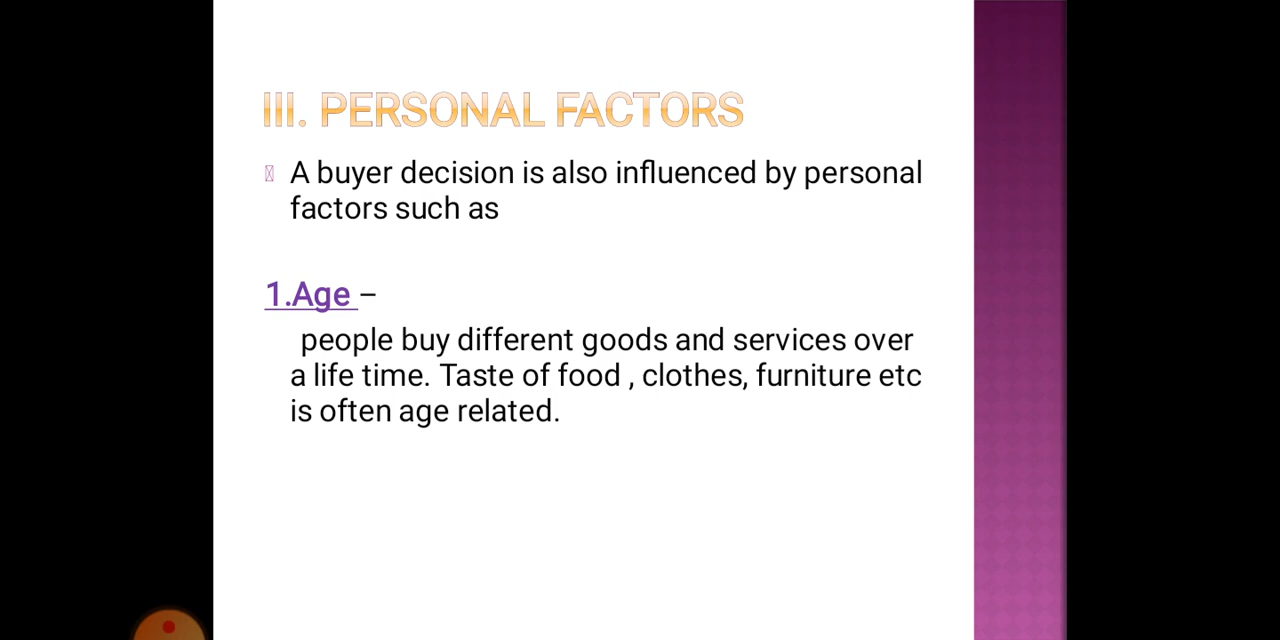 III. PERSONAL FACTORS
A buyer decision is also influenced by personal
factors such as
1.Age –
people buy different goods and services over
a life time. Taste of food , clothes, furniture etc
is often age related.